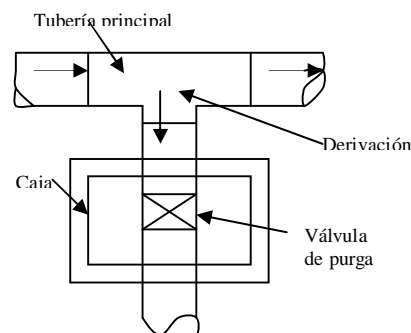 Tubería principal
Derivación
Caja
Válvula
de purga